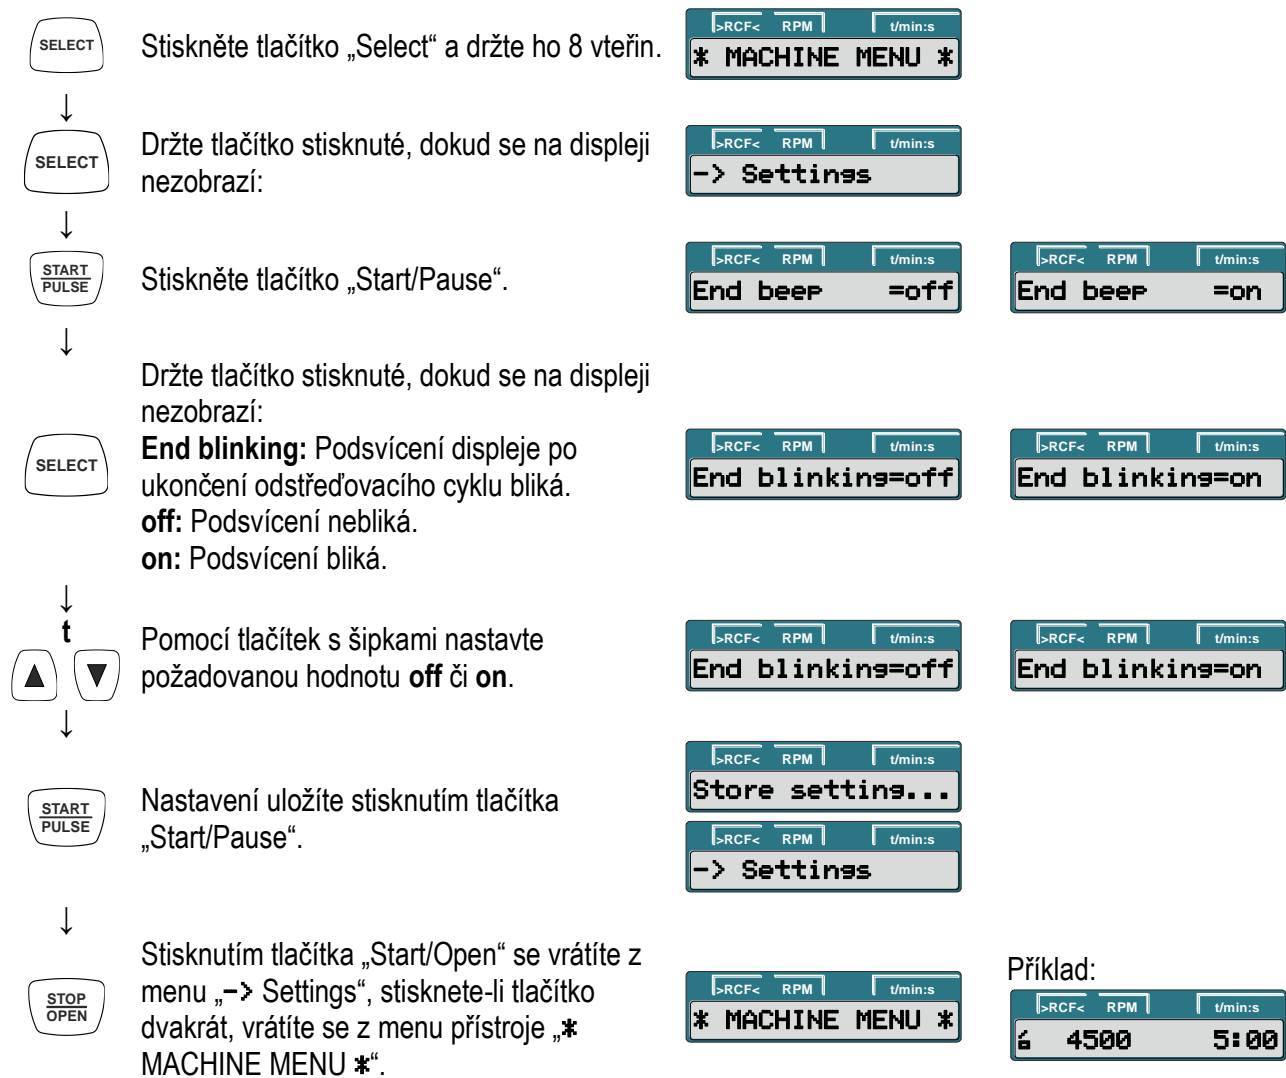 SELECT
Stiskněte tlačítko „Select“ a držte ho 8 vteřin.
>RCF< RPM t/min:s
* MACHINE MENU *
↓
SELECT
Držte tlačítko stisknuté, dokud se na displeji
nezobrazí:
>RCF< RPM t/min:s
-> Settings
↓
START
PULSE
Stiskněte tlačítko „Start/Pause“.
>RCF< RPM t/min:s
End beep =off
>RCF< RPM t/min:s
End beep =on
↓
SELECT
Držte tlačítko stisknuté, dokud se na displeji
nezobrazí:
End blinking: Podsvícení displeje po
ukončení odstřeďovacího cyklu bliká.
off: Podsvícení nebliká.
on: Podsvícení bliká.
>RCF< RPM t/min:s
End blinking=off
>RCF< RPM t/min:s
End blinking=on
↓
t
▲ ▼
Pomocí tlačítek s šipkami nastavte
požadovanou hodnotu off či on.
>RCF< RPM t/min:s
End blinking=off
>RCF< RPM t/min:s
End blinking=on
↓
START
PULSE
Nastavení uložíte stisknutím tlačítka
„Start/Pause“.
>RCF< RPM t/min:s
Store setting...
>RCF< RPM t/min:s
-> Settings
↓
STOP
OPEN
Stisknutím tlačítka „Start/Open“ se vrátíte z
menu „-> Settings“, stisknete-li tlačítko
dvakrát, vrátíte se z menu přístroje „*
MACHINE MENU *“.
>RCF< RPM t/min:s
* MACHINE MENU *
Příklad:
>RCF< RPM t/min:s
4500 5:00